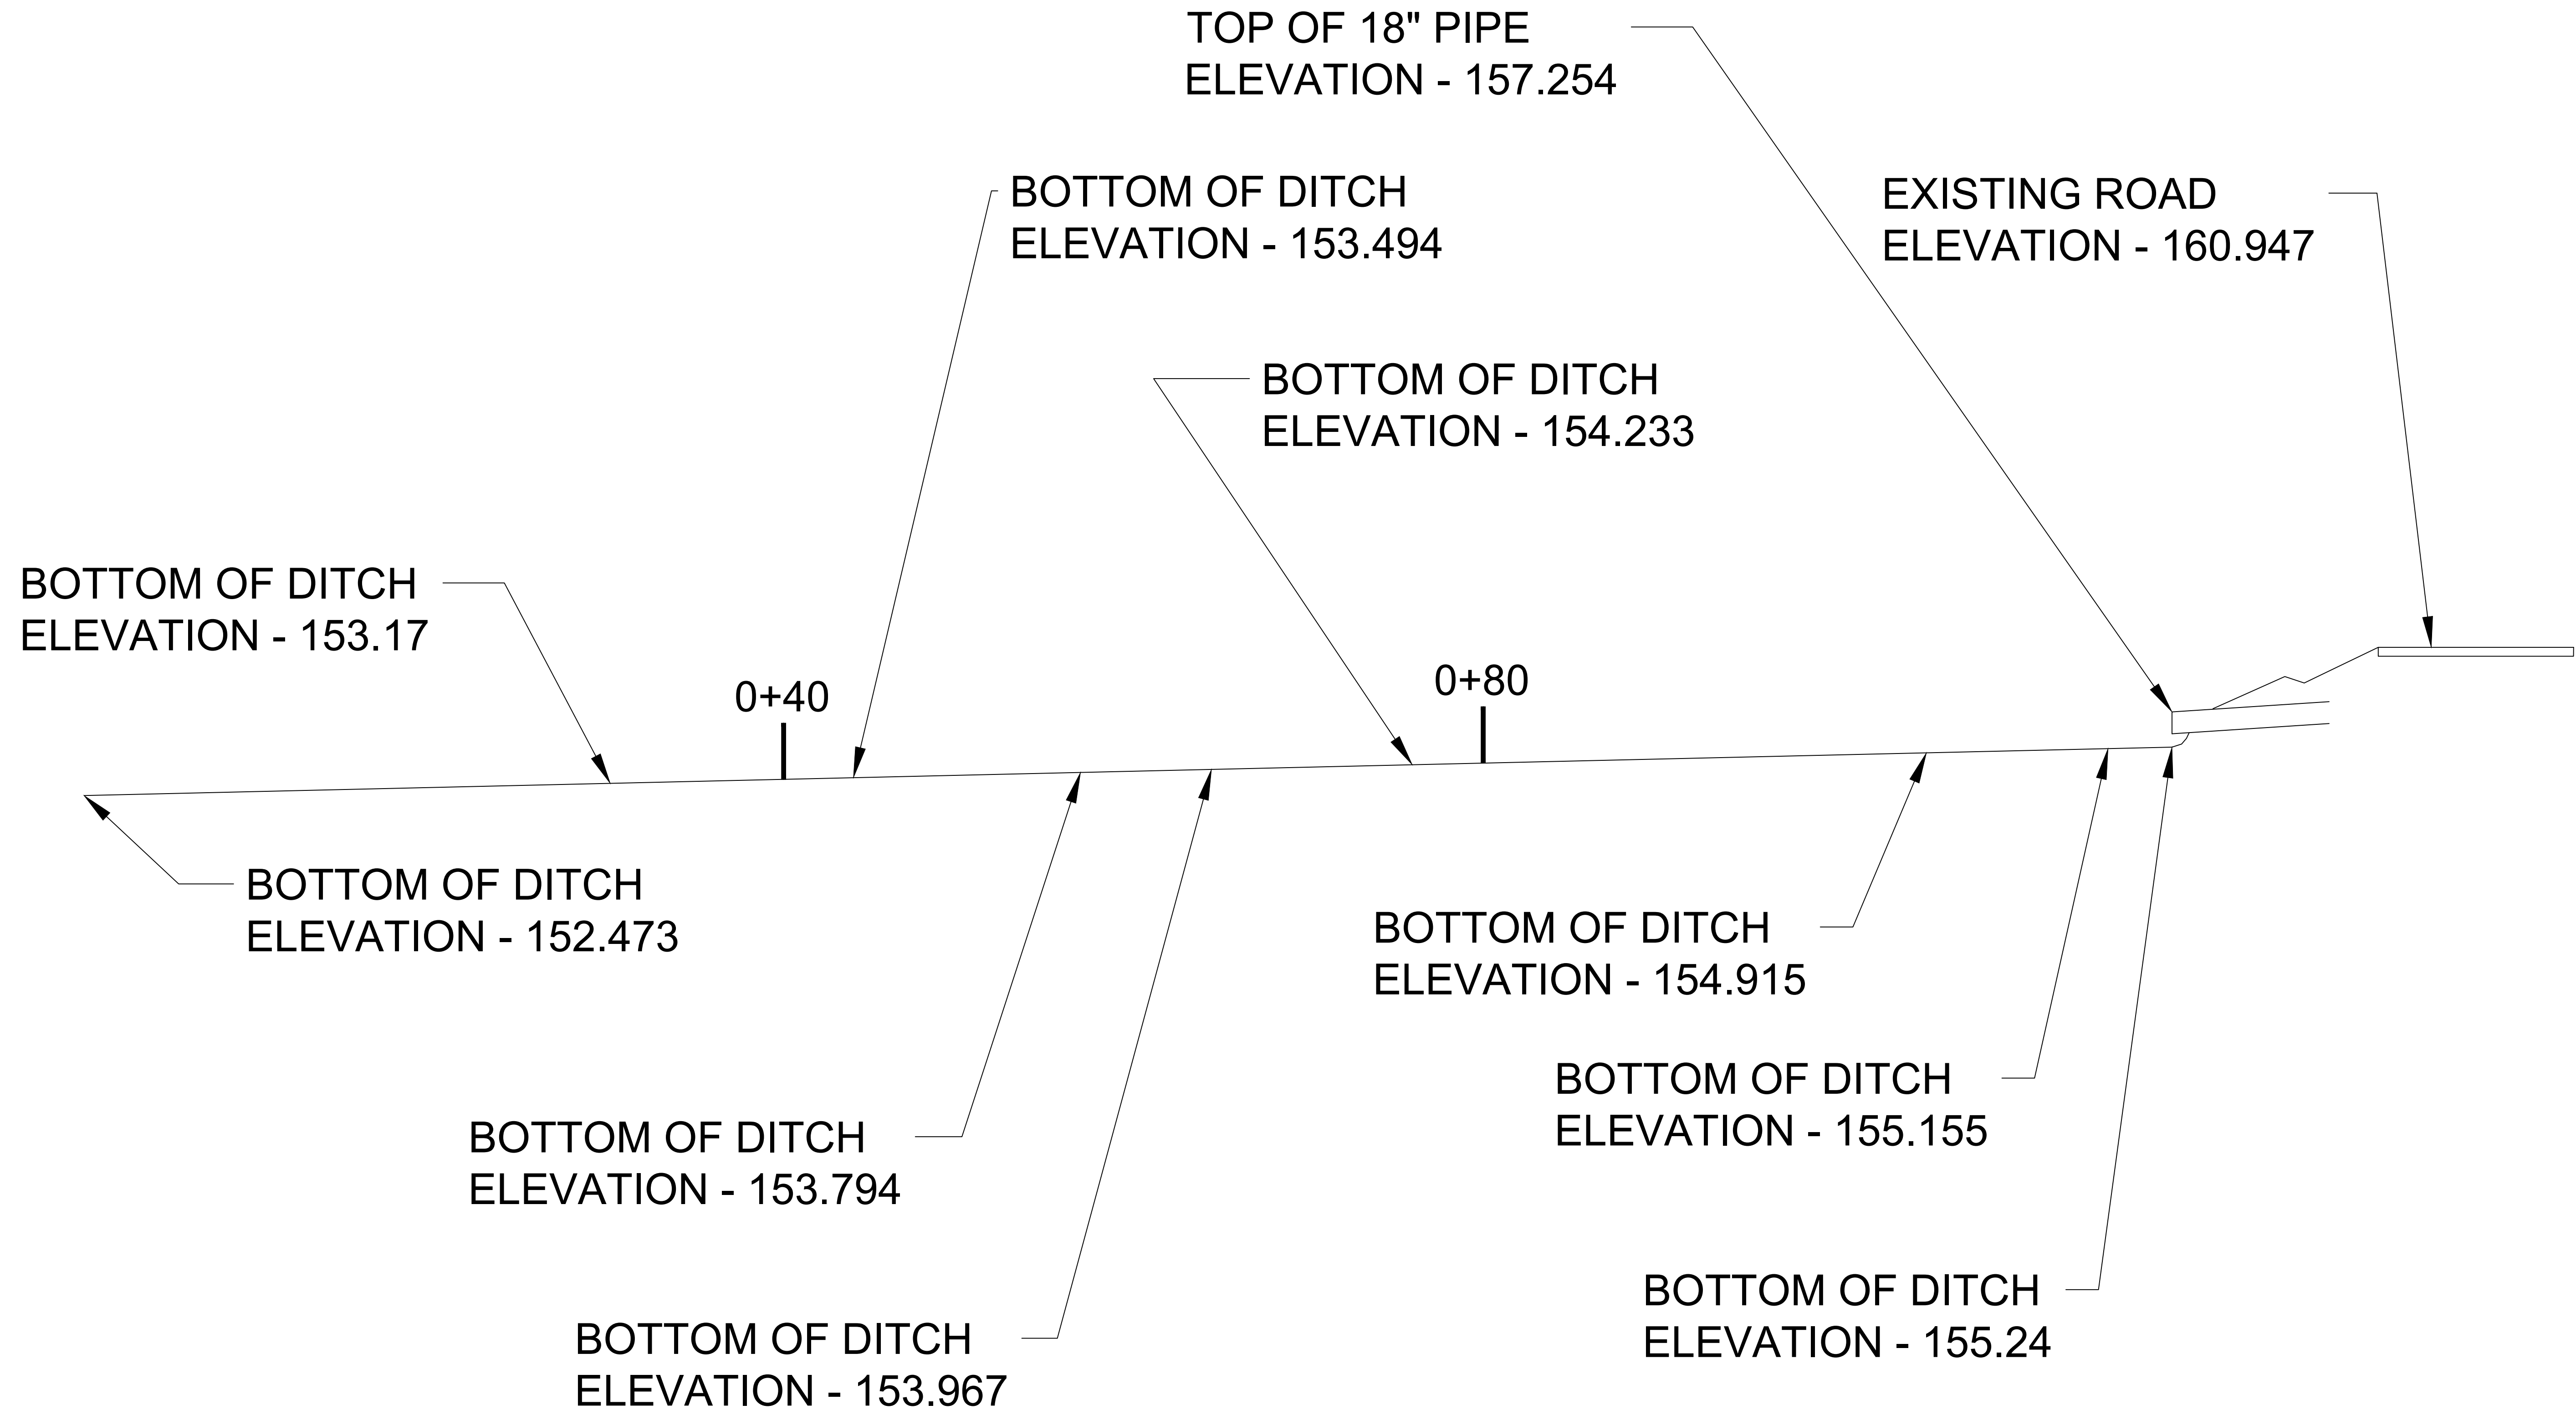 TOP OF 18" PIPE
ELEVATION - 157.254
BOTTOM OF DITCH
ELEVATION - 153.494
EXISTING ROAD
ELEVATION - 160.947
BOTTOM OF DITCH
ELEVATION - 154.233
BOTTOM OF DITCH
ELEVATION - 153.17
0+40
0+80
BOTTOM OF DITCH
ELEVATION - 152.473
BOTTOM OF DITCH
ELEVATION - 154.915
BOTTOM OF DITCH
ELEVATION - 155.155
BOTTOM OF DITCH
ELEVATION - 153.794
BOTTOM OF DITCH
ELEVATION - 155.24
BOTTOM OF DITCH
ELEVATION - 153.967